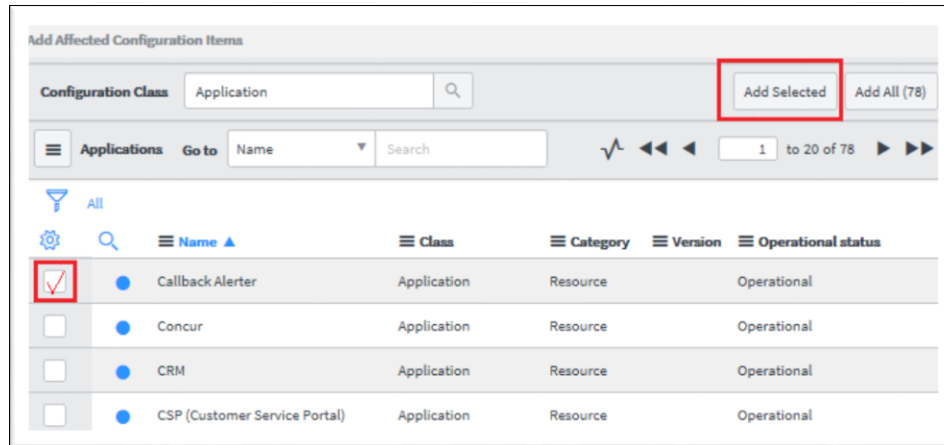 Add Affected Configuration Items
Configuration Class Application Add Selected Add All (78)
Applications Go to Name Search 1 to 20 of 78
All
Name Class Category Version Operational status
Callback Alerter Application Resource Operational
Concur Application Resource Operational
CRM Application Resource Operational
CSP (Customer Service Portal) Application Resource Operational